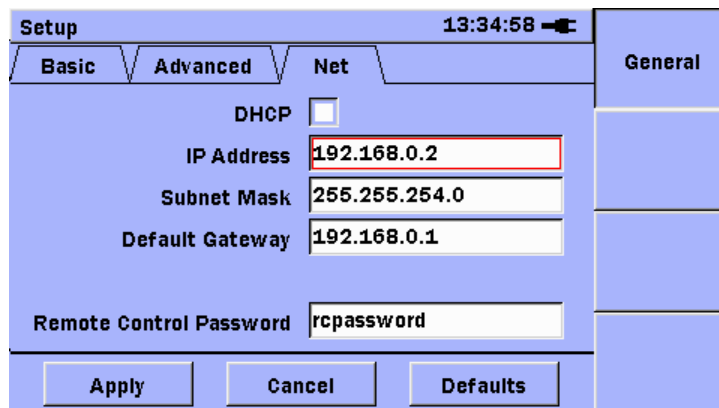 Setup 13:34:58
General
Basic Advanced Net
DHCP
IP Address 192.168.0.2
Subnet Mask 255.255.254.0
Default Gateway 192.168.0.1
Remote Control Password rcpassword
Apply Cancel Defaults